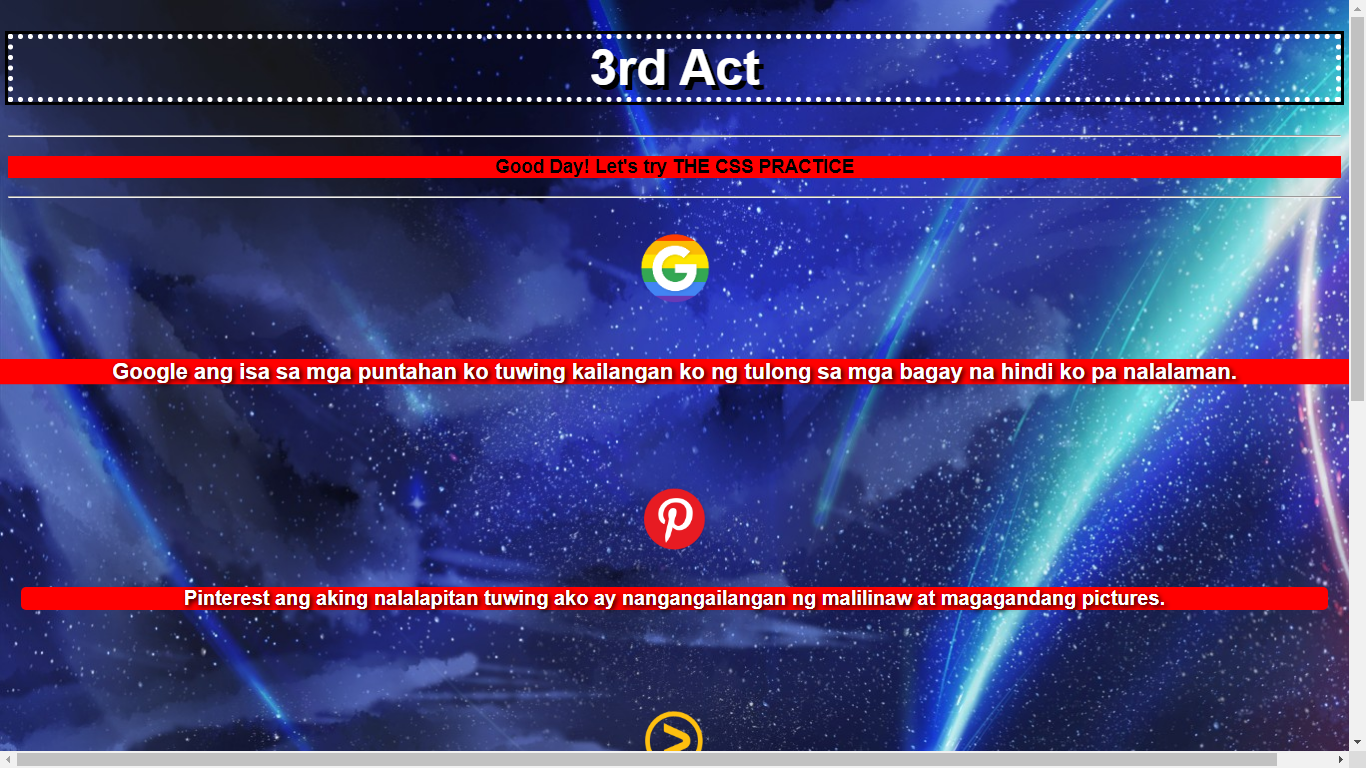 3rd Act
Good Day! Let's try THE CSS PRACTICE
G
Google ang isa sa mga puntahan ko tuwing kailangan ko ng tulong sa mga bagay na hindi ko pa nalalaman.
Pinterest ang aking nalalapitan tuwing ako ay nangangailangan ng malilinaw at magagandang pictures.